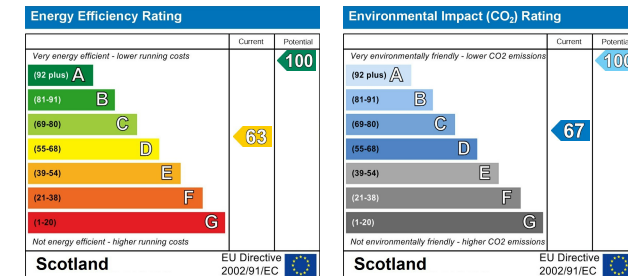 Energy Efficiency Rating
Current Potential
Very energy efficient - lower running costs
100
(92 plus) A
(81-91) B
(69-80) C
63
(55-68) D
(39-54) E
(21-38) F
(1-20) G
Not energy efficient - higher running costs
Scotland
EU Directive
2002/91/EC
Environmental Impact (CO₂) Rating
Current Potential
Very environmentally friendly - lower CO2 emissions
100
(92 plus) A
(81-91) B
(69-80) C
67
(55-68) D
(39-54) E
(21-38) F
(1-20) G
Not environmentally friendly - higher CO2 emissions
Scotland
EU Directive
2002/91/EC